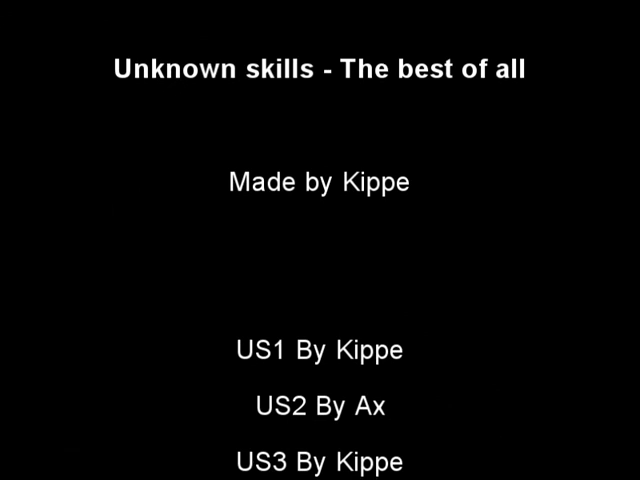 Unknown skills - The best of all
Made by Kippe
US1 By Kippe
US2 By Ax
US3 By Kippe